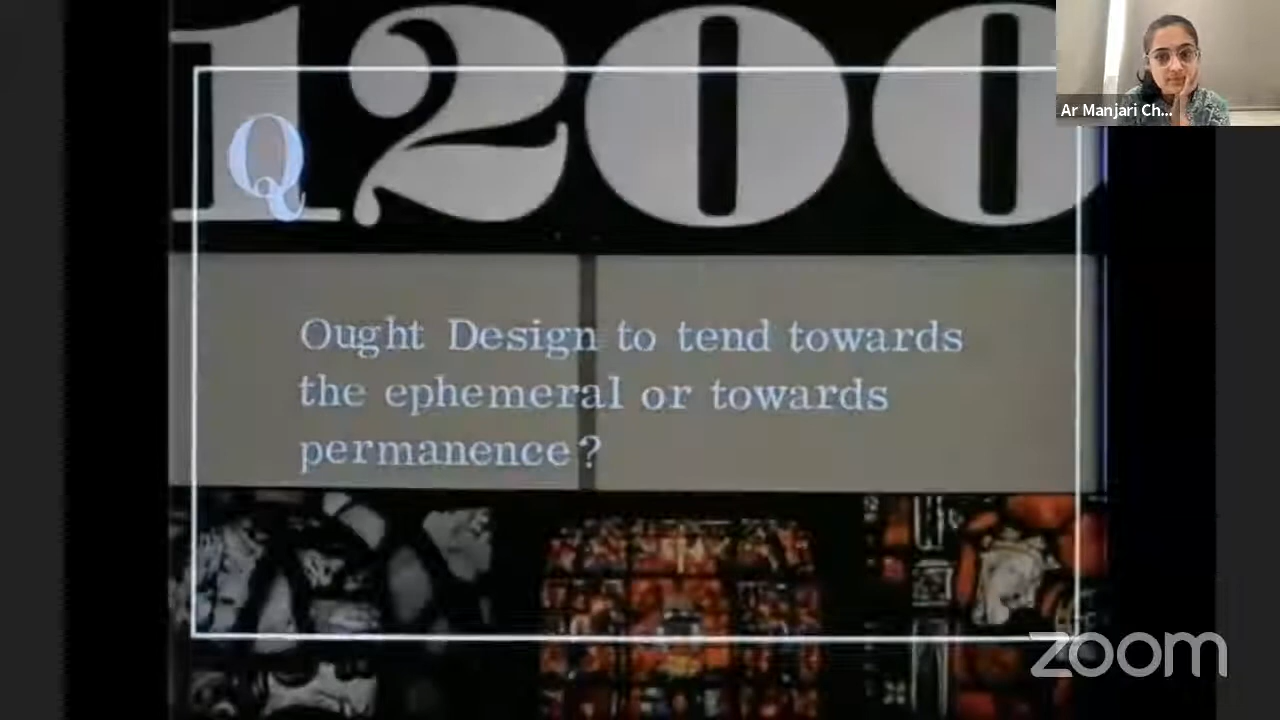 1200
Q
Ought Design to tend towards
the ephemeral or towards
permanence?
Ar Manjari Ch...
zoom